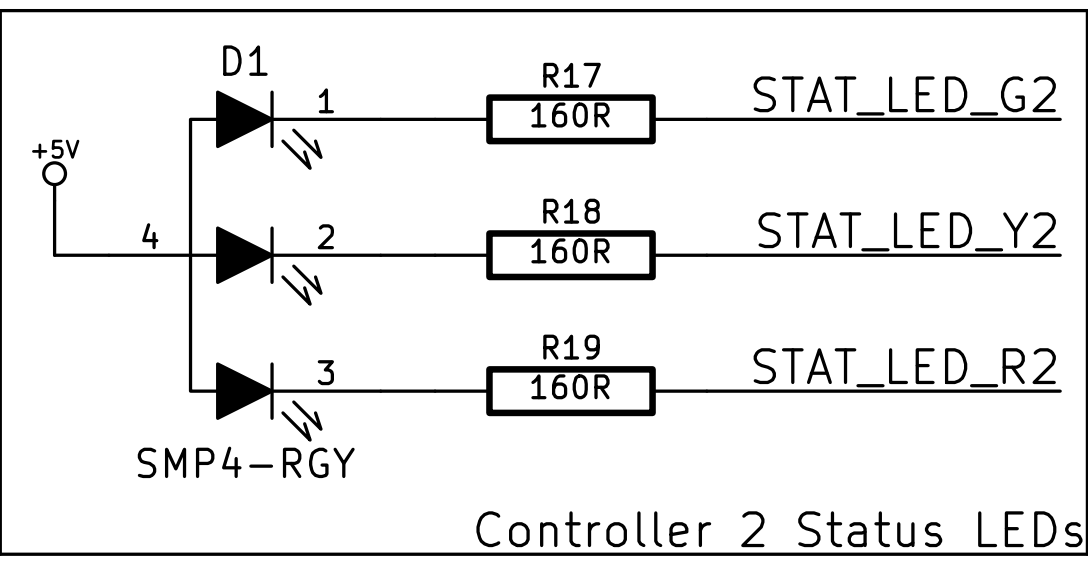 D1
R17
1
160R
STAT_LED_G2
+5V
R18
4
2
160R
STAT_LED_Y2
R19
3
160R
STAT_LED_R2
SMP4-RGY
Controller 2 Status LEDs